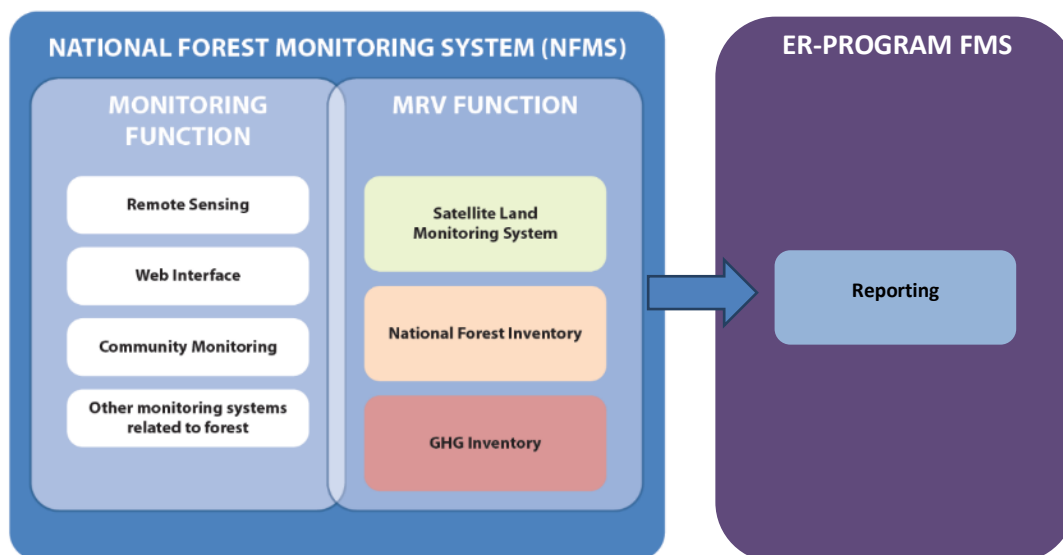 NATIONAL FOREST MONITORING SYSTEM (NFMS)
MONITORING
FUNCTION
Remote Sensing
Web Interface
Community Monitoring
Other monitoring systems
related to forest
MRV FUNCTION
Satellite Land
Monitoring System
National Forest Inventory
GHG Inventory
ER-PROGRAM FMS
Reporting